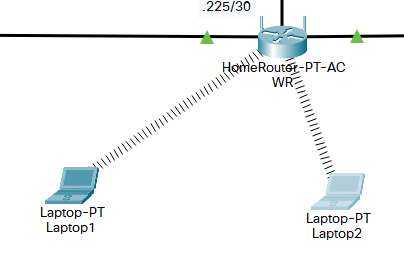 .225/30
HomeRouter-PT-AC
WR
Laptop-PT
Laptop1
Laptop-PT
Laptop2